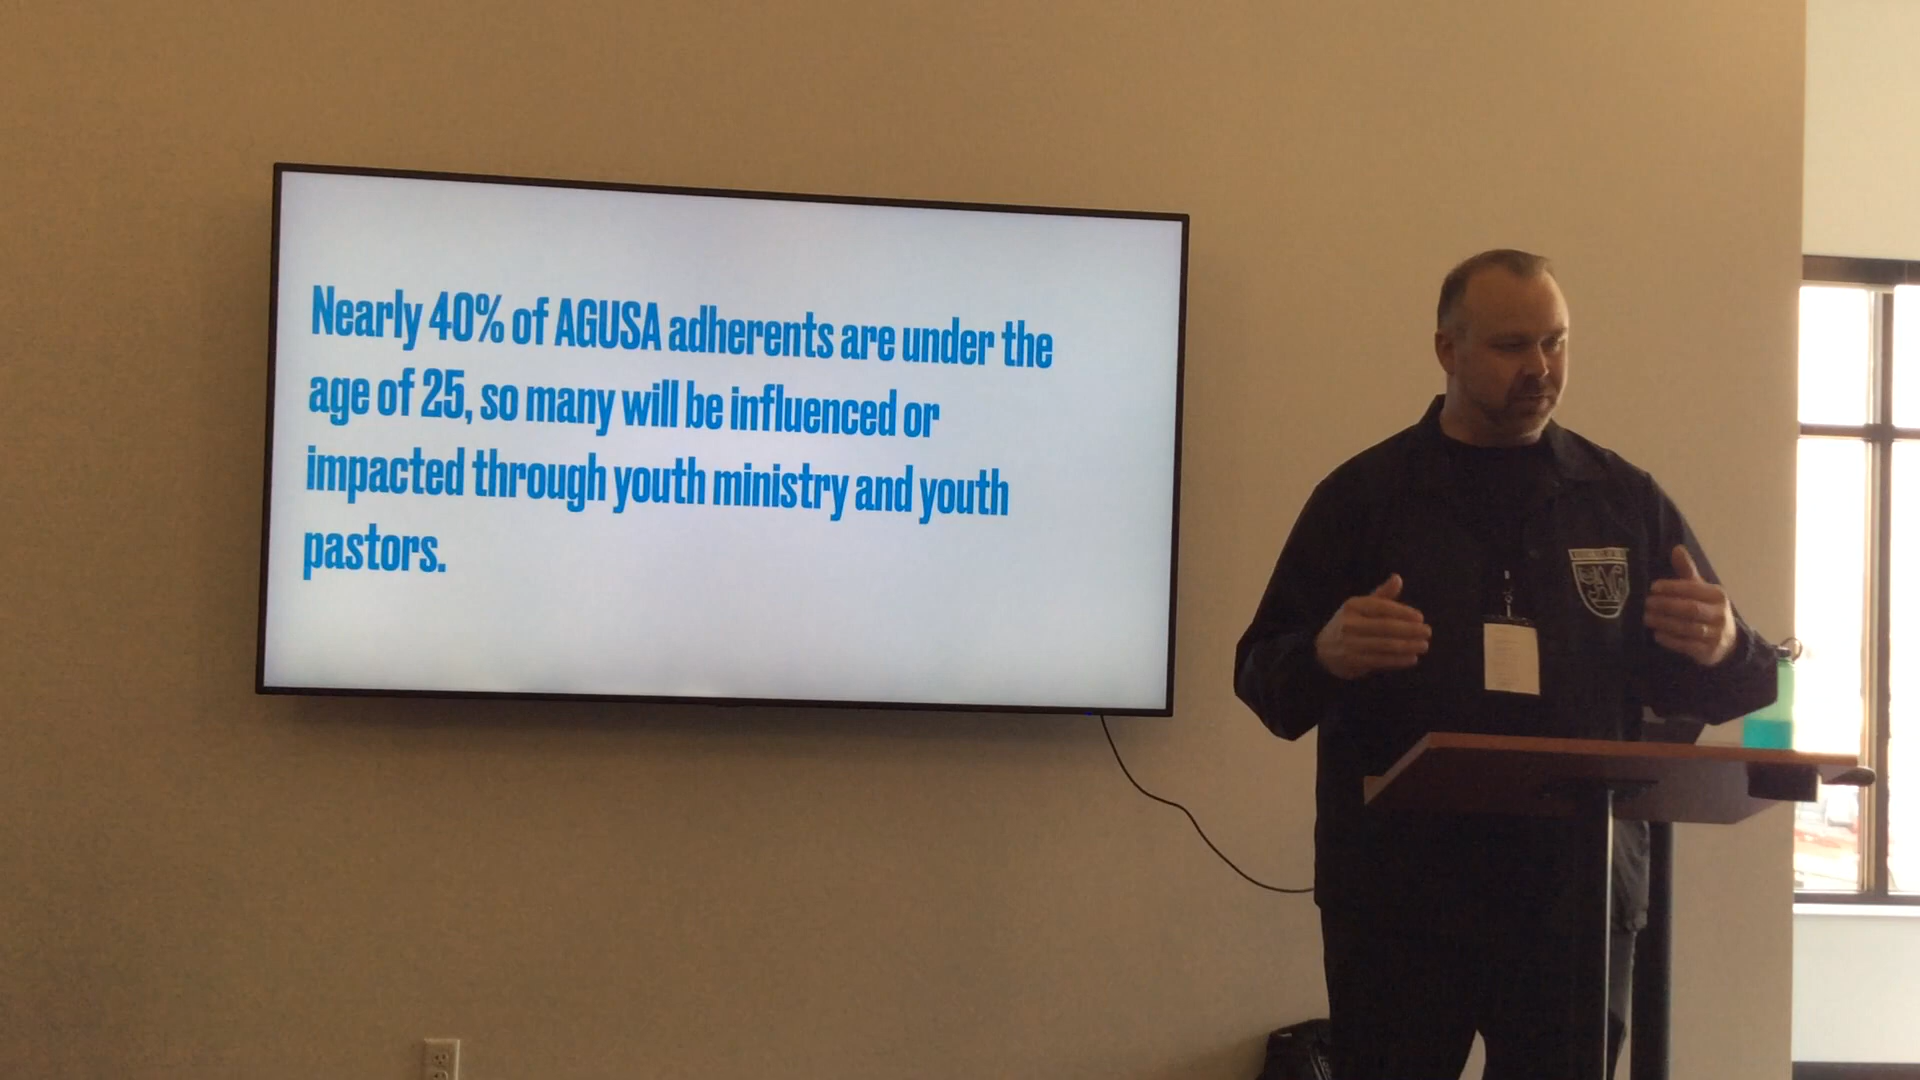 Nearly 40% of AGUSA adherents are under the
age of 25, so many will be influenced or
impacted through youth ministry and youth
pastors.